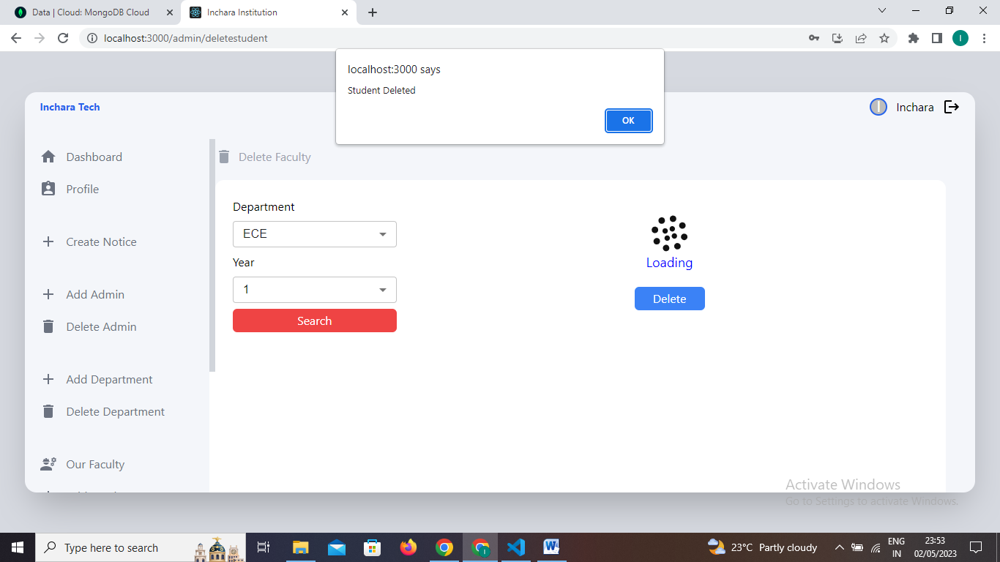 Data | Cloud: MongoDB Cloud
Inchara Institution
localhost:3000/admin/deletestudent
I
localhost:3000 says
Student Deleted
OK
Inchara Tech
I
Inchara
Dashboard
Profile
Create Notice
Add Admin
Delete Admin
Add Department
Delete Department
Our Faculty
Delete Faculty
Department
ECE
Year
1
Search
Loading
Delete
Activate Windows
Go to Settings to activate Windows.
Type here to search
23°C Partly cloudy
ENG
IN
23:53
02/05/2023